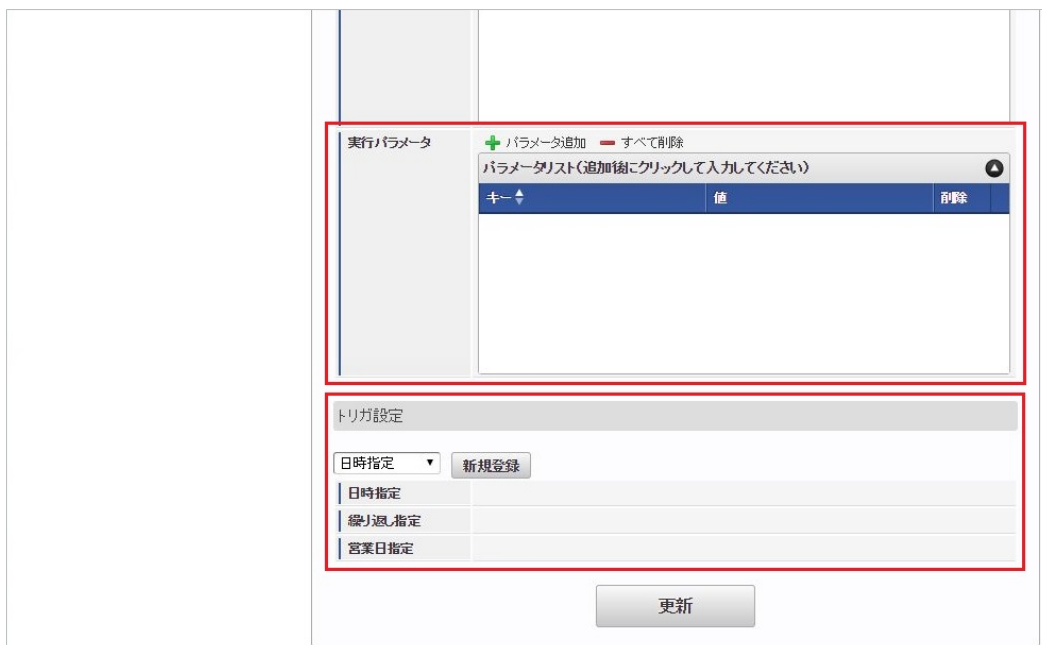 実行パラメータ
パラメータ追加 すべて削除
パラメータリスト(追加後にクリックして入力してください)
キー 値 削除
トリガ設定
日時指定 新規登録
日時指定
繰り返し指定
営業日指定
更新